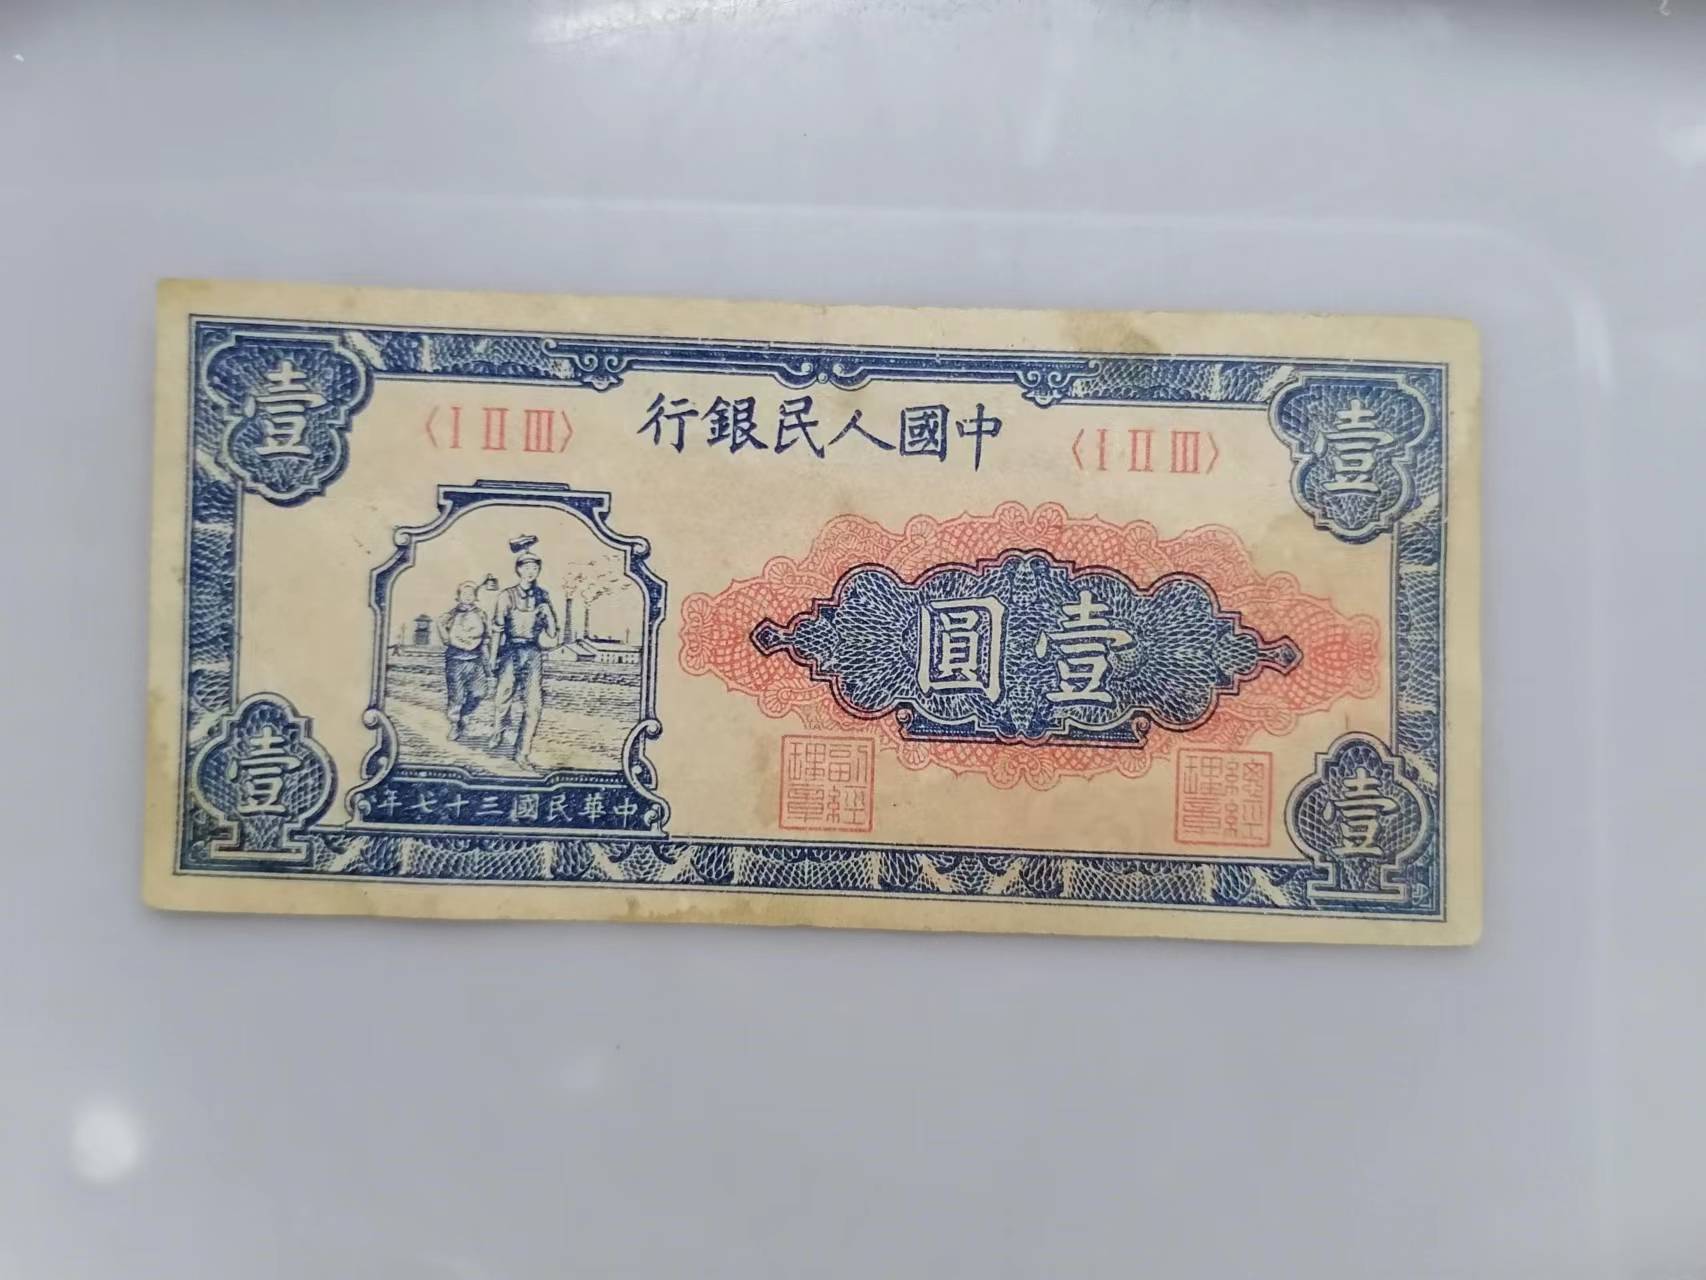 中國人民銀行
〈ⅠⅡⅢ〉
〈ⅠⅡⅢ〉
壹
壹
壹圓
中華民國三十七年
總經理章
副經理章
壹
壹